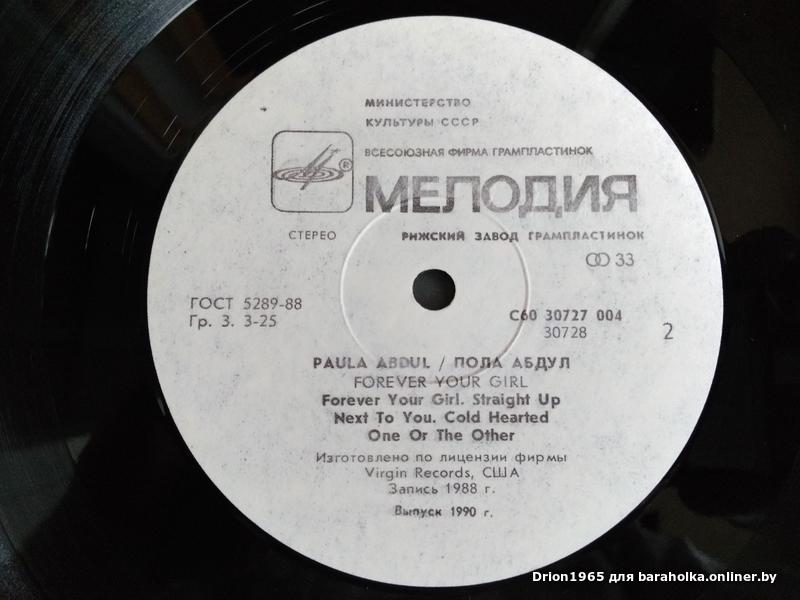 МИНИСТЕРСТВО
КУЛЬТУРЫ СССР
ВСЕСОЮЗНАЯ ФИРМА ГРАМПЛАСТИНОК
®
МЕЛОДИЯ
СТЕРЕО
РИЖСКИЙ ЗАВОД ГРАМПЛАСТИНОК
33
ГОСТ 5289-88
Гр. 3. 3-25
С60 30727 004
30728
2
PAULA ABDUL / ПОЛА АБДУЛ
FOREVER YOUR GIRL
Forever Your Girl. Straight Up
Next To You. Cold Hearted
One Or The Other
Изготовлено по лицензии фирмы
Virgin Records, США
Запись 1988 г.
Выпуск 1990 г.
Drion1965 для baraholka.onliner.by